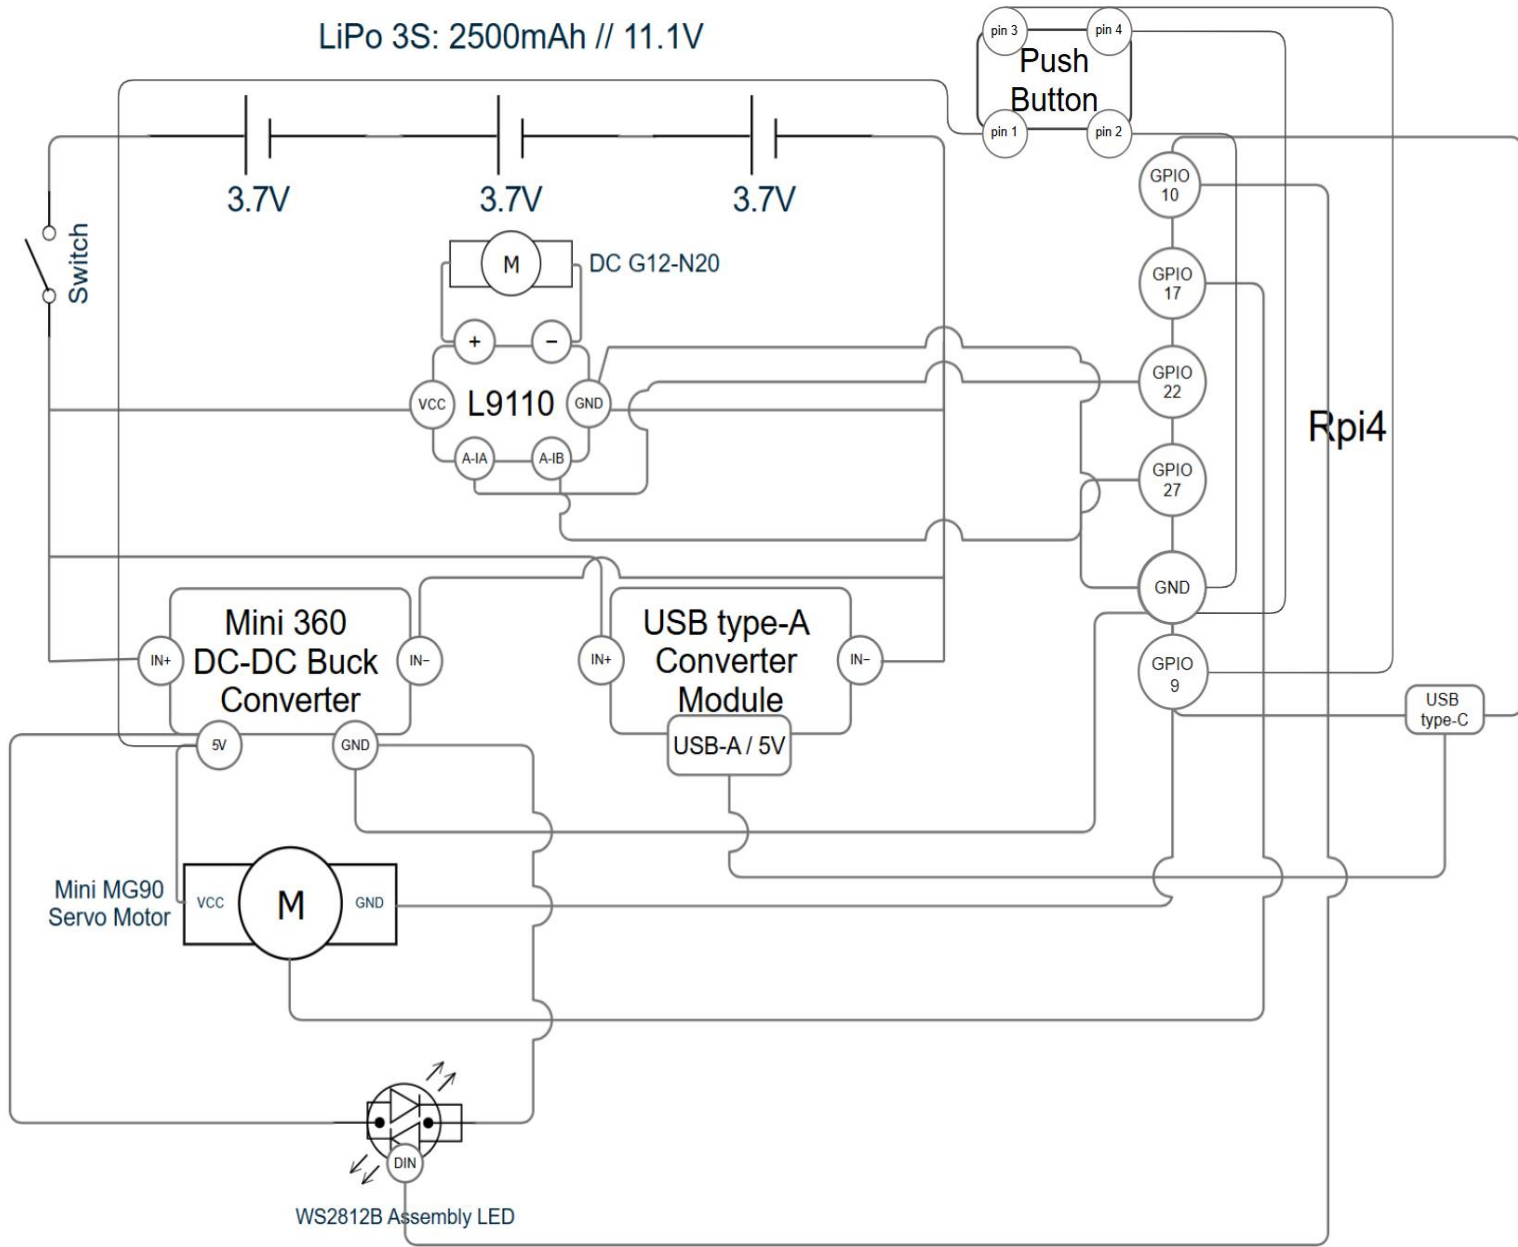 LiPo 3S: 2500mAh // 11.1V
pin 3
pin 4
Push
Button
pin 1
pin 2
3.7V
3.7V
3.7V
Switch
M
DC G12-N20
+
−
VCC
L9110
GND
A-IA
A-IB
GPIO
10
GPIO
17
GPIO
22
GPIO
27
GND
GPIO
9
Rpi4
Mini 360
DC-DC Buck
Converter
IN+
IN−
5V
GND
USB type-A
Converter
Module
IN+
IN−
USB-A / 5V
USB
type-C
Mini MG90
Servo Motor
VCC
M
GND
DIN
WS2812B Assembly LED